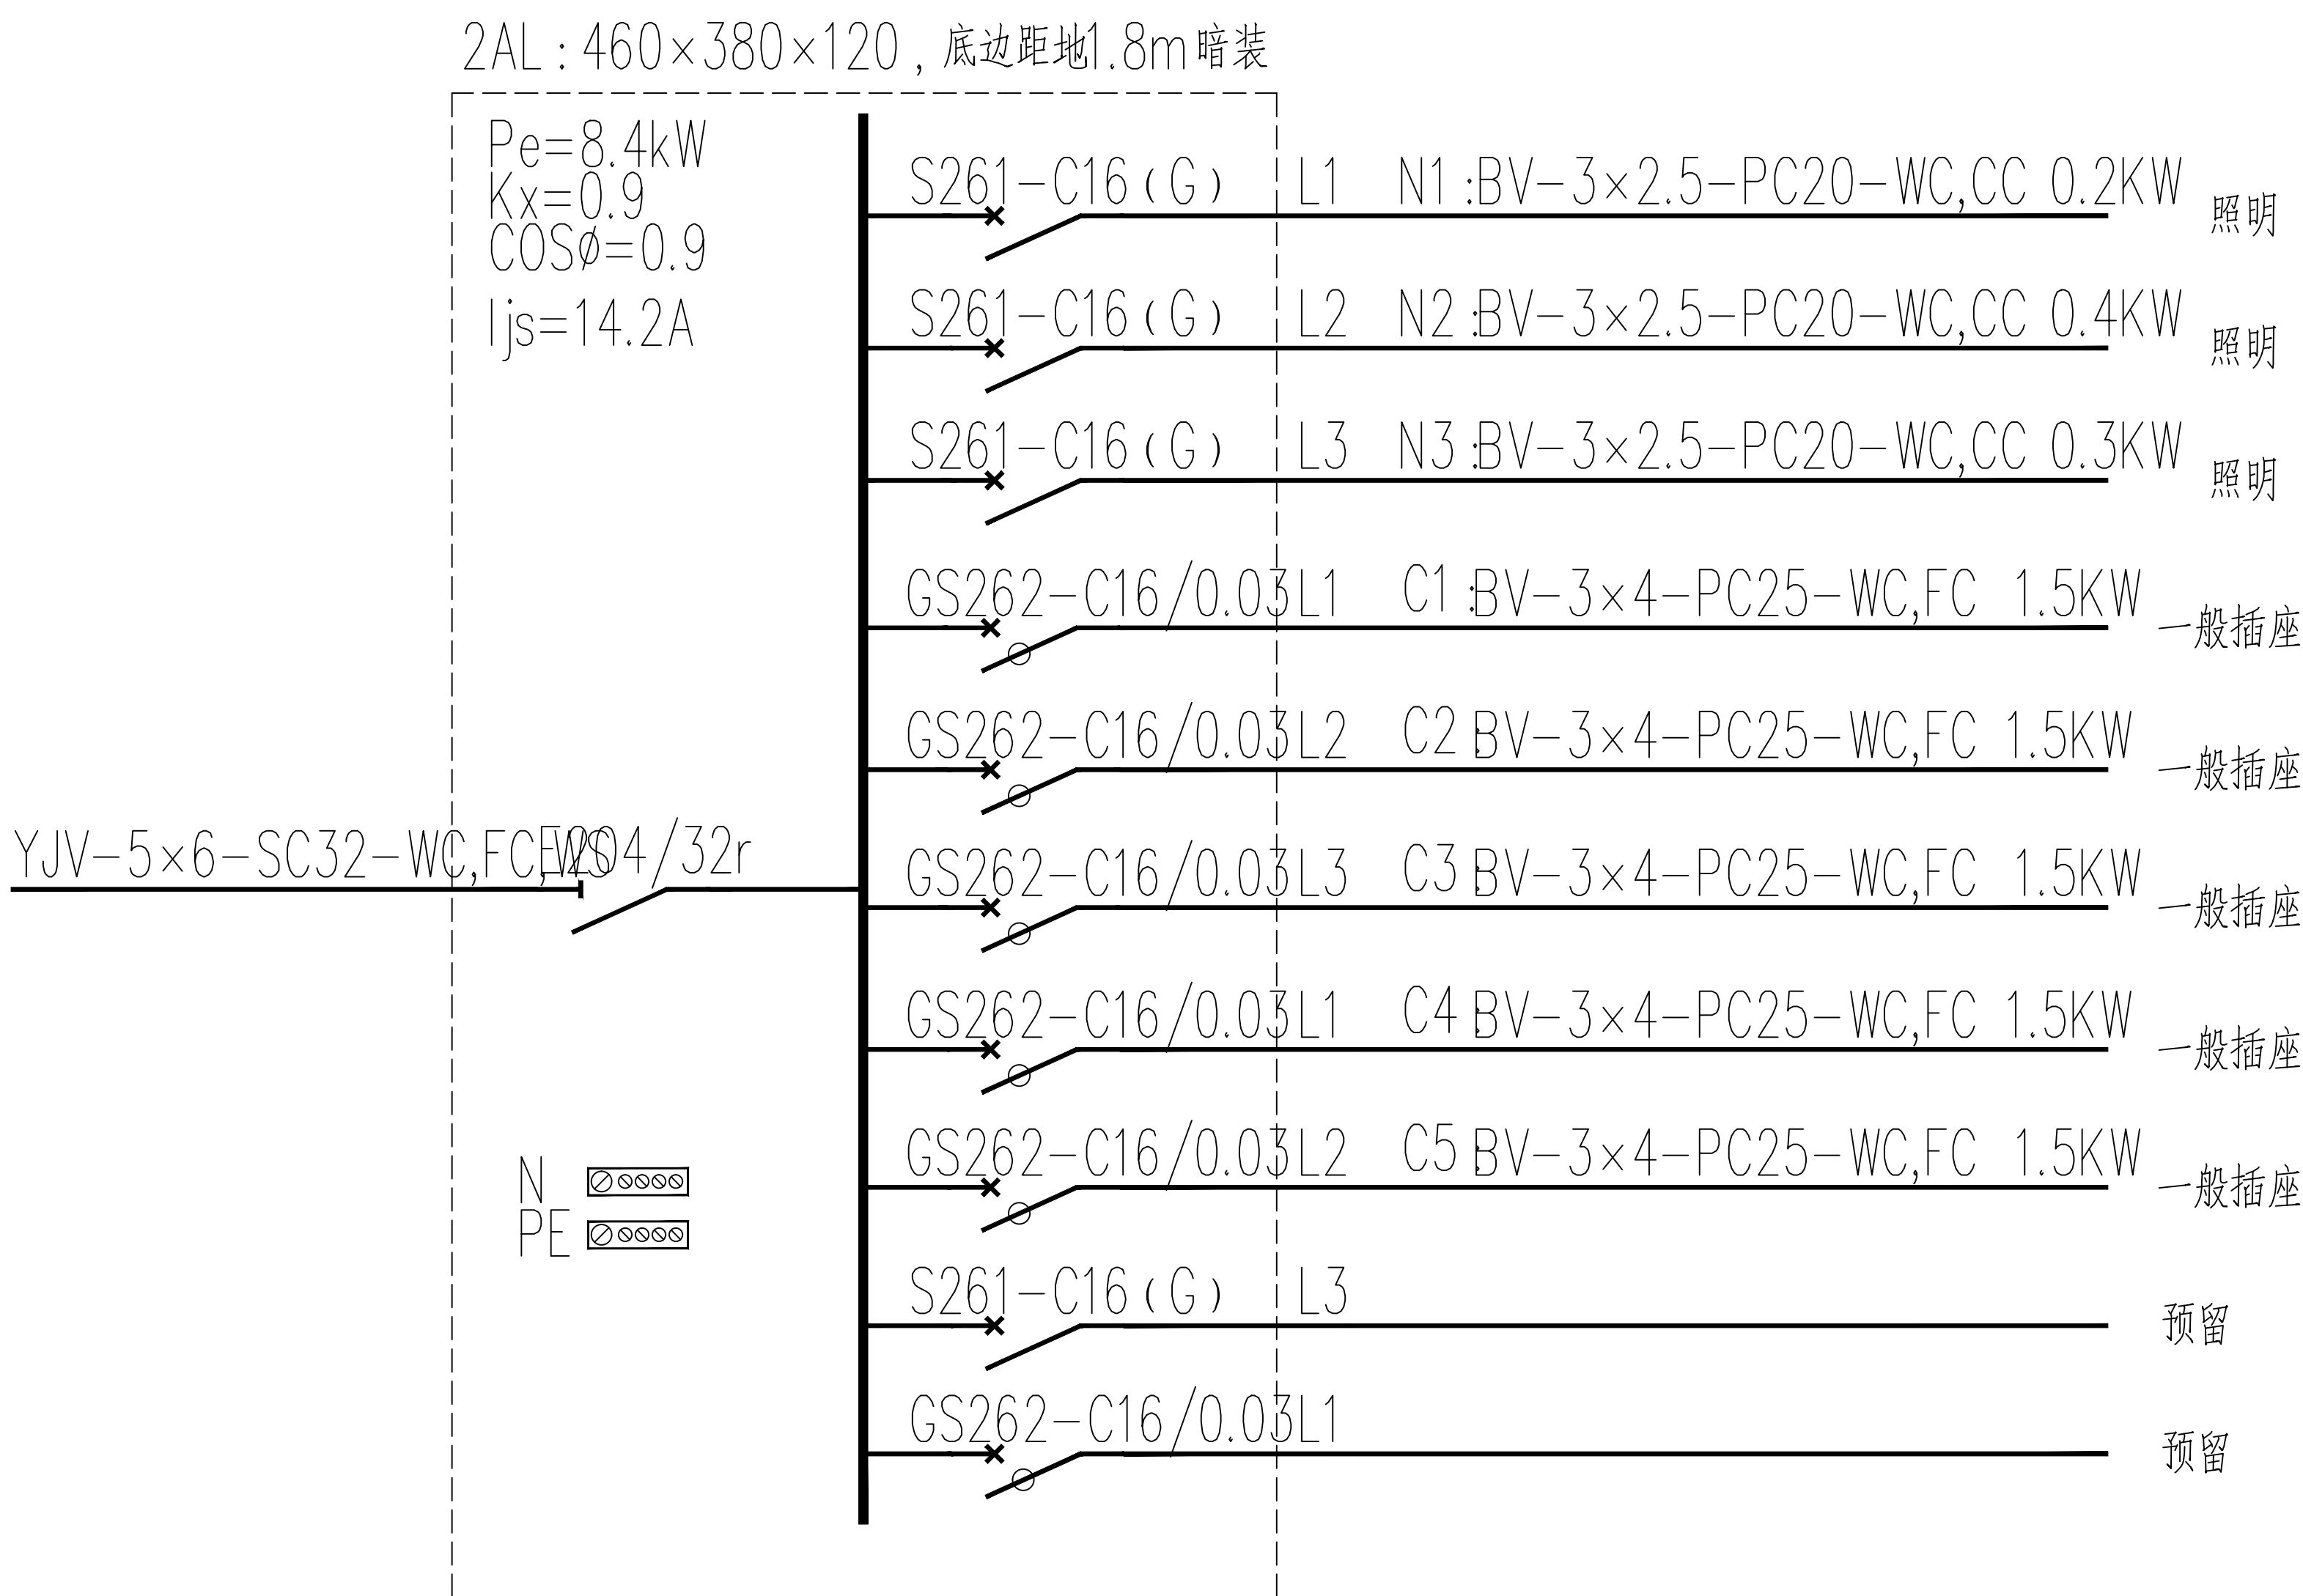 2AL:460×380×120,底边距地1.8m暗装
Pe=8.4kW
Kx=0.9
COSφ=0.9
Ijs=14.2A
S261-C16(G) L1 N1:BV-3×2.5-PC20-WC,CC 0.2KW 照明
S261-C16(G) L2 N2:BV-3×2.5-PC20-WC,CC 0.4KW 照明
S261-C16(G) L3 N3:BV-3×2.5-PC20-WC,CC 0.3KW 照明
GS262-C16/0.03 L1 C1:BV-3×4-PC25-WC,FC 1.5KW 一般插座
GS262-C16/0.03 L2 C2 BV-3×4-PC25-WC,FC 1.5KW 一般插座
YJV-5×6-SC32-WC,FC,WS
/32r
GS262-C16/0.03 L3 C3 BV-3×4-PC25-WC,FC 1.5KW 一般插座
GS262-C16/0.03 L1 C4 BV-3×4-PC25-WC,FC 1.5KW 一般插座
GS262-C16/0.03 L2 C5 BV-3×4-PC25-WC,FC 1.5KW 一般插座
N
PE
S261-C16(G) L3 预留
GS262-C16/0.03 L1 预留